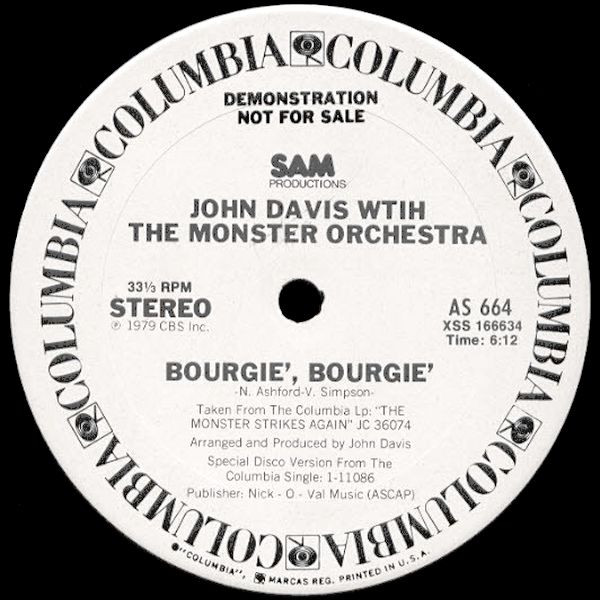 COLUMBIA COLUMBIA COLUMBIA COLUMBIA COLUMBIA COLUMBIA COLUMBIA COLUMBIA
DEMONSTRATION
NOT FOR SALE
SAM
PRODUCTIONS
JOHN DAVIS WTIH
THE MONSTER ORCHESTRA
33⅓ RPM
STEREO
℗ 1979 CBS Inc.
AS 664
XSS 166634
Time: 6:12
BOURGIE', BOURGIE'
-N. Ashford-V. Simpson-
Taken From The Columbia Lp: "THE
MONSTER STRIKES AGAIN" JC 36074
Arranged and Produced by John Davis
Special Disco Version From The
Columbia Single: 1-11086
Publisher: Nick - O - Val Music (ASCAP)
"COLUMBIA", MARCAS REG. PRINTED IN U.S.A.